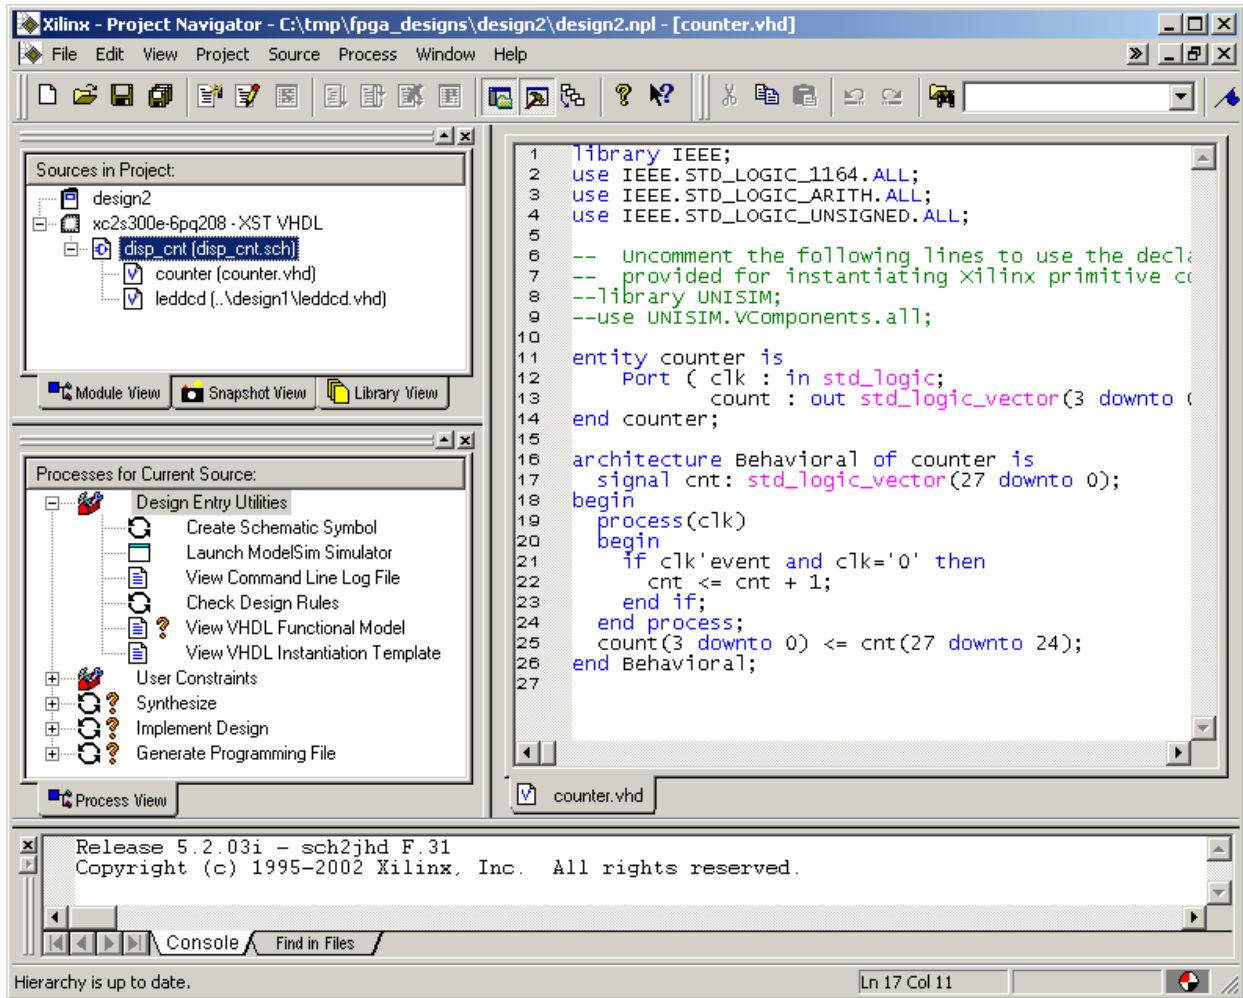 Xilinx - Project Navigator - C:\tmp\fpga_designs\design2\design2.npl - [counter.vhd]
File Edit View Project Source Process Window Help
Sources in Project:
design2
xc2s300e-6pq208 - XST VHDL
disp_cnt (disp_cnt.sch)
counter (counter.vhd)
leddcd (..\design1\leddcd.vhd)
Module View Snapshot View Library View
Processes for Current Source:
Design Entry Utilities
Create Schematic Symbol
Launch ModelSim Simulator
View Command Line Log File
Check Design Rules
View VHDL Functional Model
View VHDL Instantiation Template
User Constraints
Synthesize
Implement Design
Generate Programming File
Process View
1 library IEEE;
2 use IEEE.STD_LOGIC_1164.ALL;
3 use IEEE.STD_LOGIC_ARITH.ALL;
4 use IEEE.STD_LOGIC_UNSIGNED.ALL;
5
6 --  Uncomment the following lines to use the decla
7 --  provided for instantiating Xilinx primitive co
8 --library UNISIM;
9 --use UNISIM.VComponents.all;
10
11 entity counter is
12 Port ( clk : in std_logic;
13 count : out std_logic_vector(3 downto 0
14 end counter;
15
16 architecture Behavioral of counter is
17 signal cnt: std_logic_vector(27 downto 0);
18 begin
19 process(clk)
20 begin
21 if clk'event and clk='0' then
22 cnt <= cnt + 1;
23 end if;
24 end process;
25 count(3 downto 0) <= cnt(27 downto 24);
26 end Behavioral;
27
counter.vhd
Release 5.2.03i - sch2jhd F.31
Copyright (c) 1995-2002 Xilinx, Inc.  All rights reserved.
Console Find in Files
Hierarchy is up to date. Ln 17 Col 11